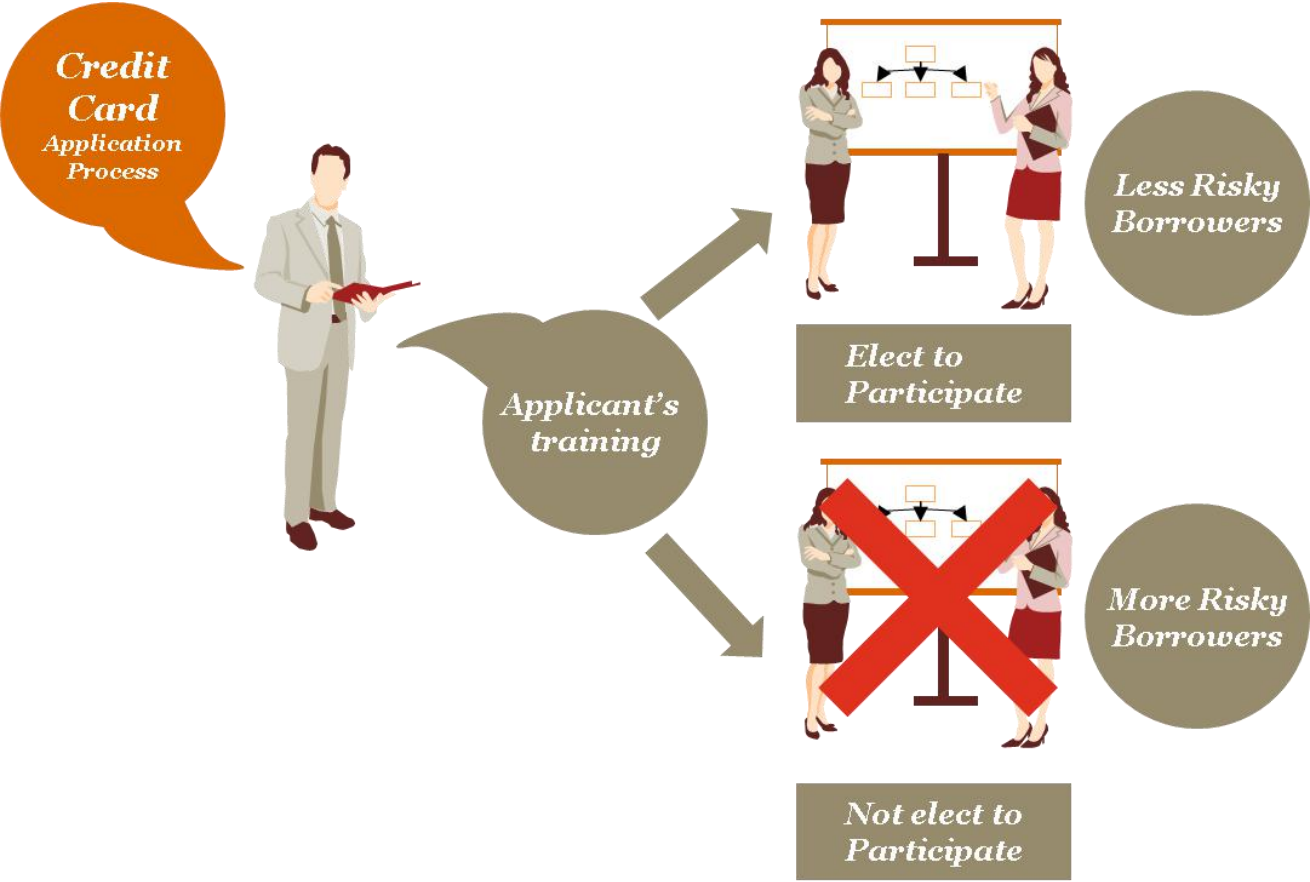 Credit
Card
Application
Process
Applicant's
training
Less Risky
Borrowers
Elect to
Participate
More Risky
Borrowers
Not elect to
Participate